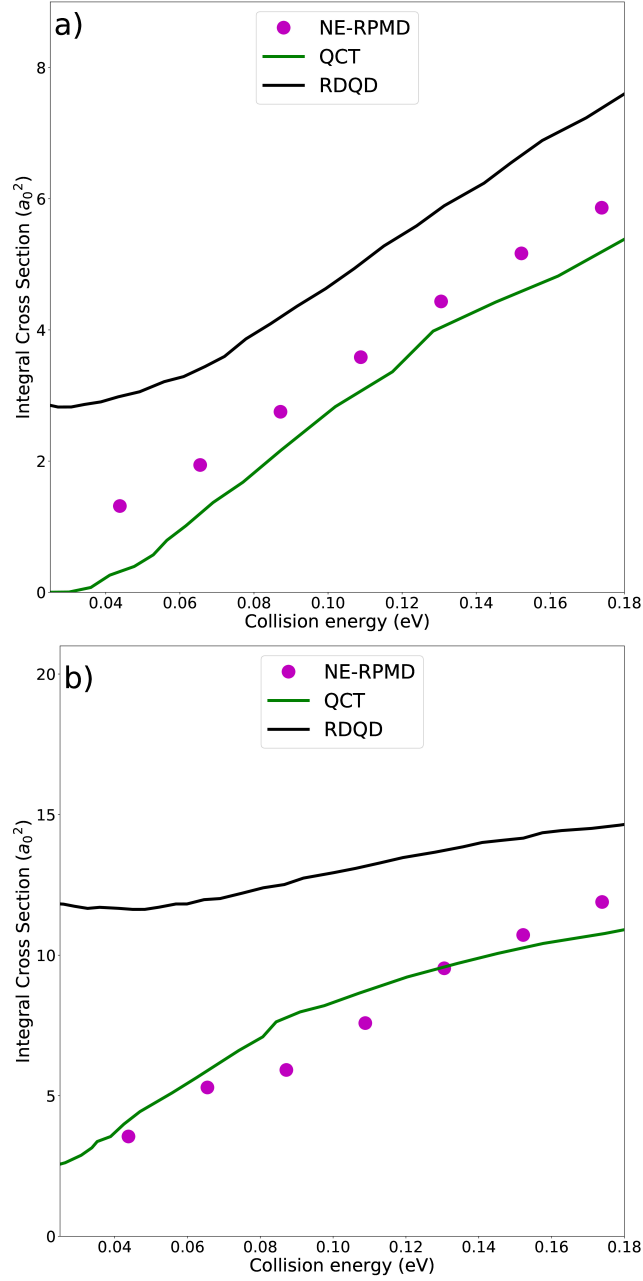 a)
NE-RPMD
QCT
RDQD
8
6
4
2
0
Integral Cross Section (a₀²)
0.04 0.06 0.08 0.10 0.12 0.14 0.16 0.18
Collision energy (eV)
b)
NE-RPMD
QCT
RDQD
20
15
10
5
0
Integral Cross Section (a₀²)
0.04 0.06 0.08 0.10 0.12 0.14 0.16 0.18
Collision energy (eV)